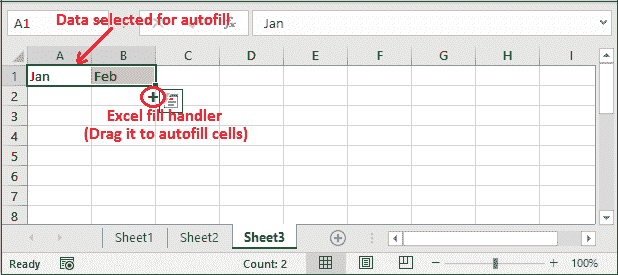 Data selected for autofill
A1
fx
Jan
A B C D E F G H I
1 Jan Feb
2
3 Excel fill handler
4 (Drag it to autofill cells)
5
6
7
8
Sheet1 Sheet2 Sheet3
Ready Count: 2 100%